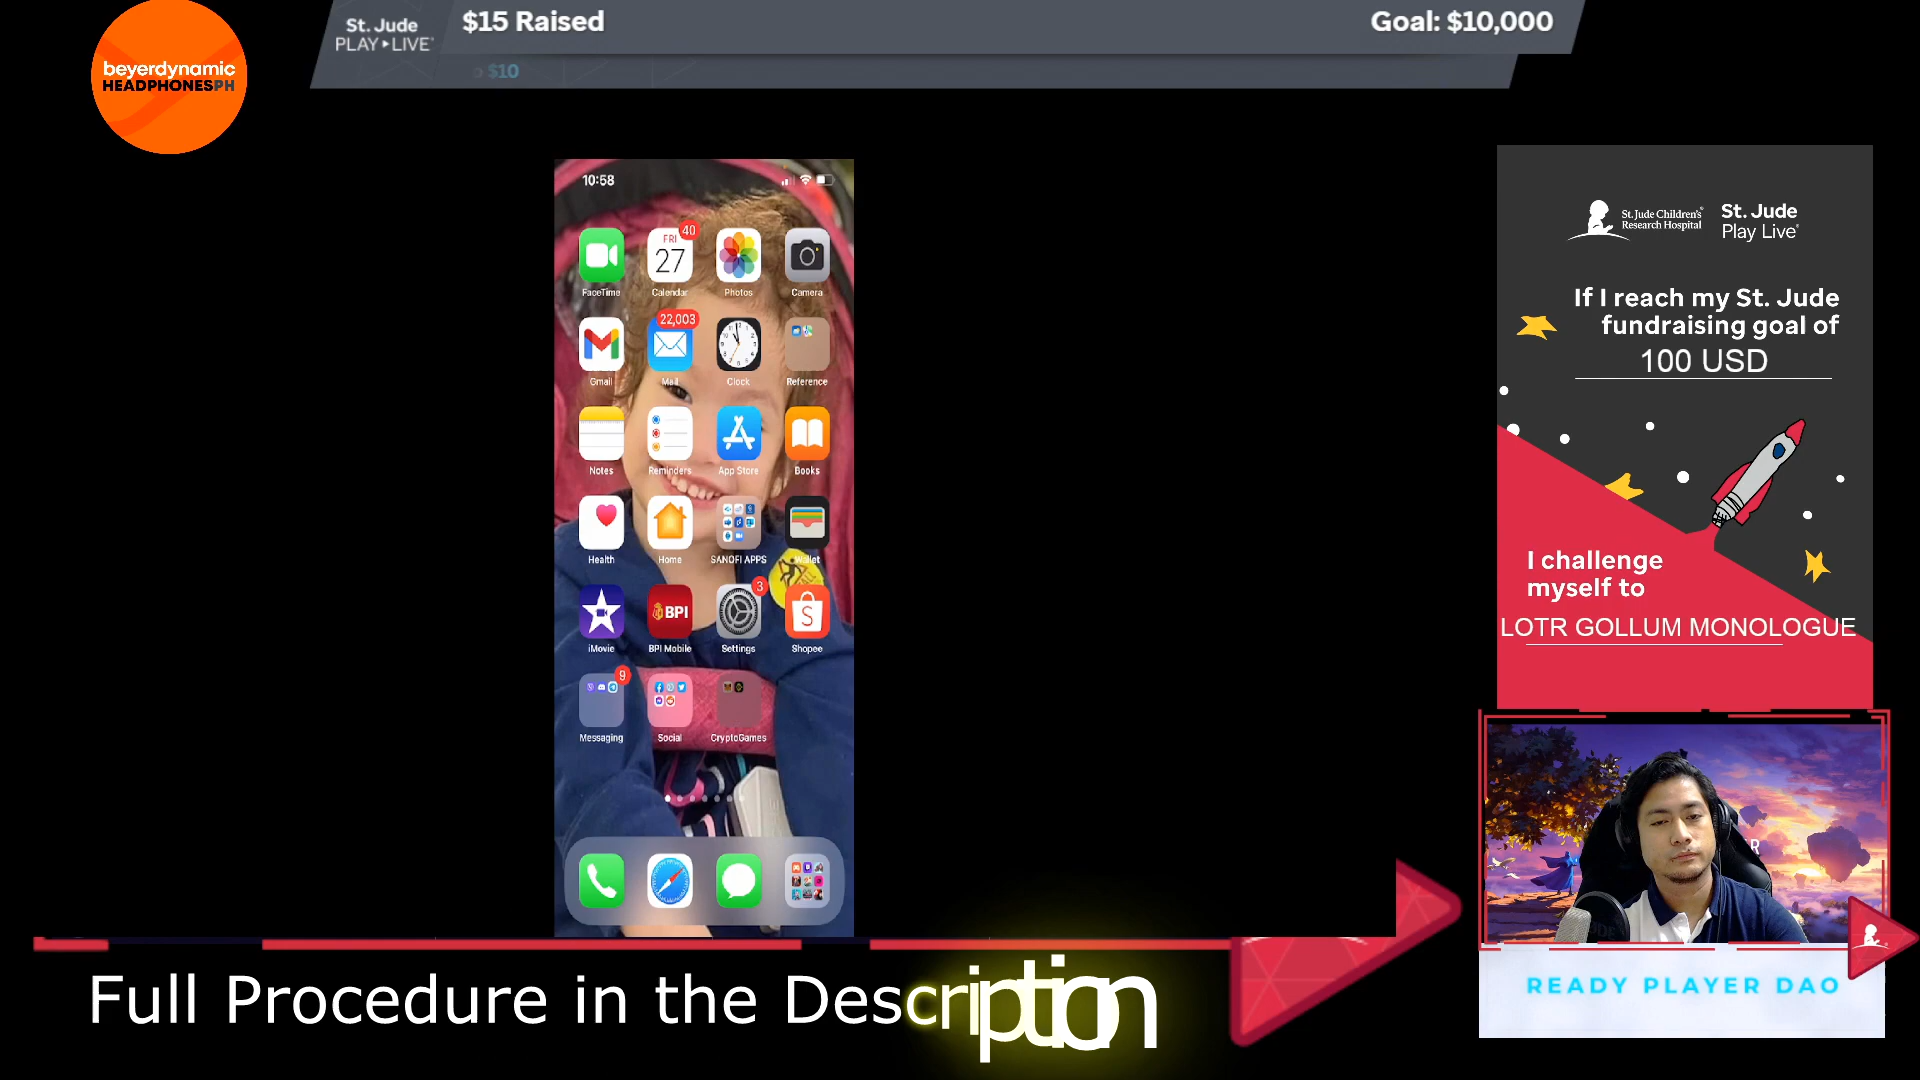 beyerdynamic
HEADPHONESPH
St. Jude
PLAY LIVE
$15 Raised
Goal: $10,000
$10
10:58
FRI
27
40
FaceTime
Calendar
Photos
Camera
22,003
Gmail
Mail
Clock
Reference
Notes
Reminders
App Store
Books
Health
Home
SANOFI APPS
Wallet
BPI
3
iMovie
BPI Mobile
Settings
Shopee
9
Messaging
Social
CryptoGames
St. Jude Children's
Research Hospital
St. Jude
Play Live
If I reach my St. Jude
fundraising goal of
100 USD
I challenge
myself to
LOTR GOLLUM MONOLOGUE
READY PLAYER DAO
Full Procedure in the Description